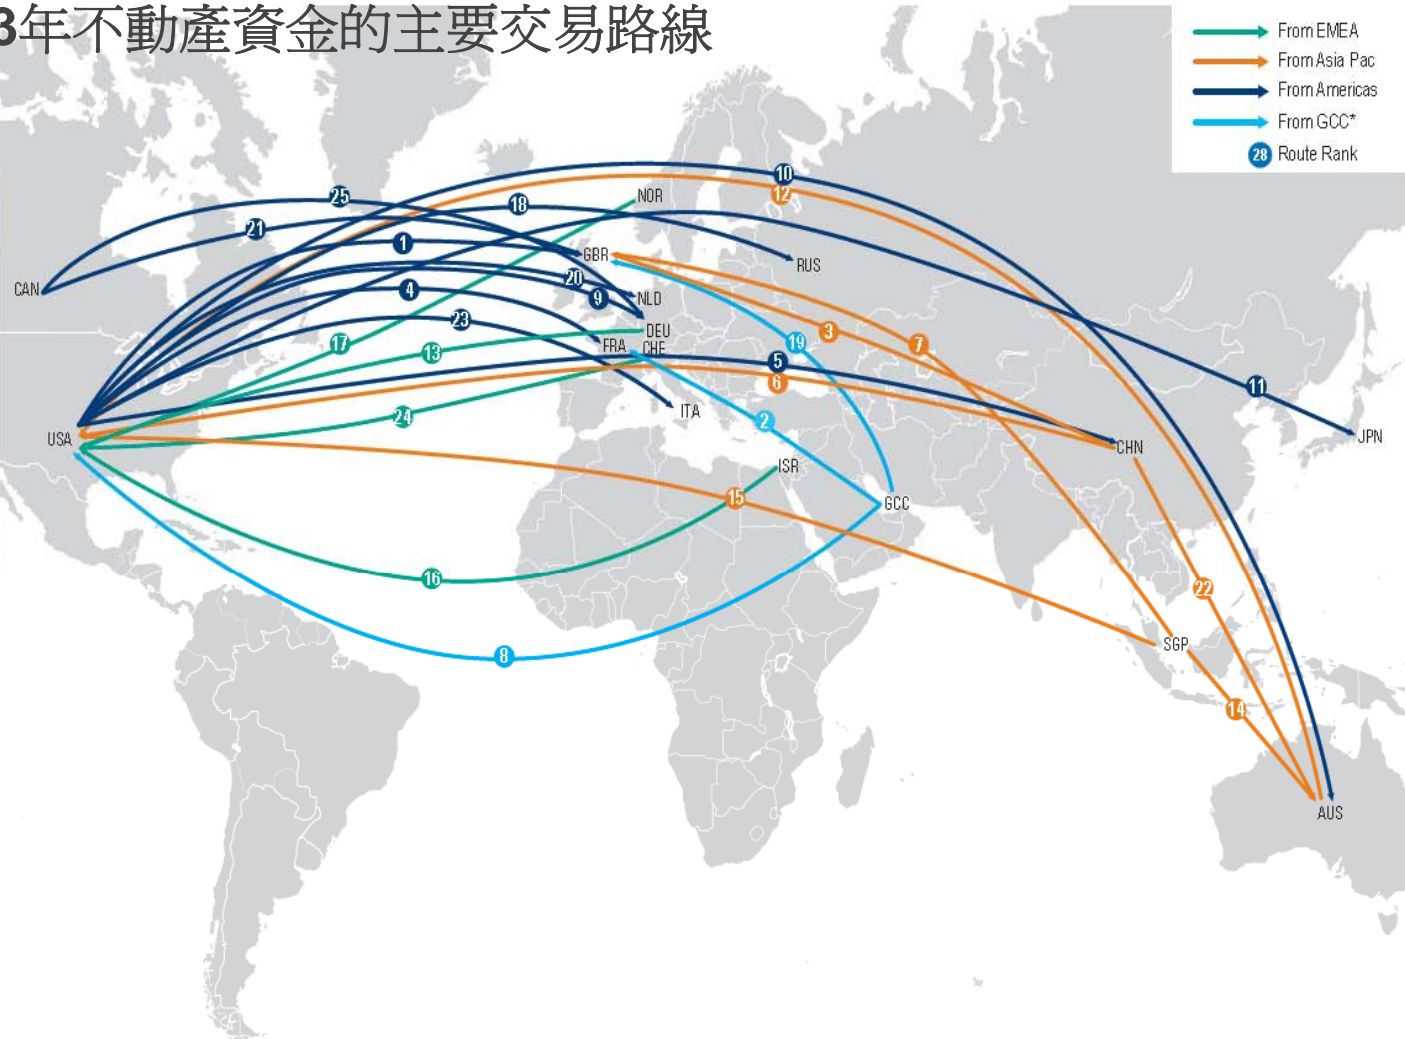 3年不動產資金的主要交易路線
From EMEA
From Asia Pac
From Americas
From GCC*
28 Route Rank
10
12
25
NOR
18
21
1
GBR
RUS
20
CAN
4
9
NLD
23
3
DEU
17
13
FRA
CHE
19
7
5
6
11
24
ITA
2
USA
JPN
CHN
ISR
15
GCC
16
22
SGP
8
14
AUS